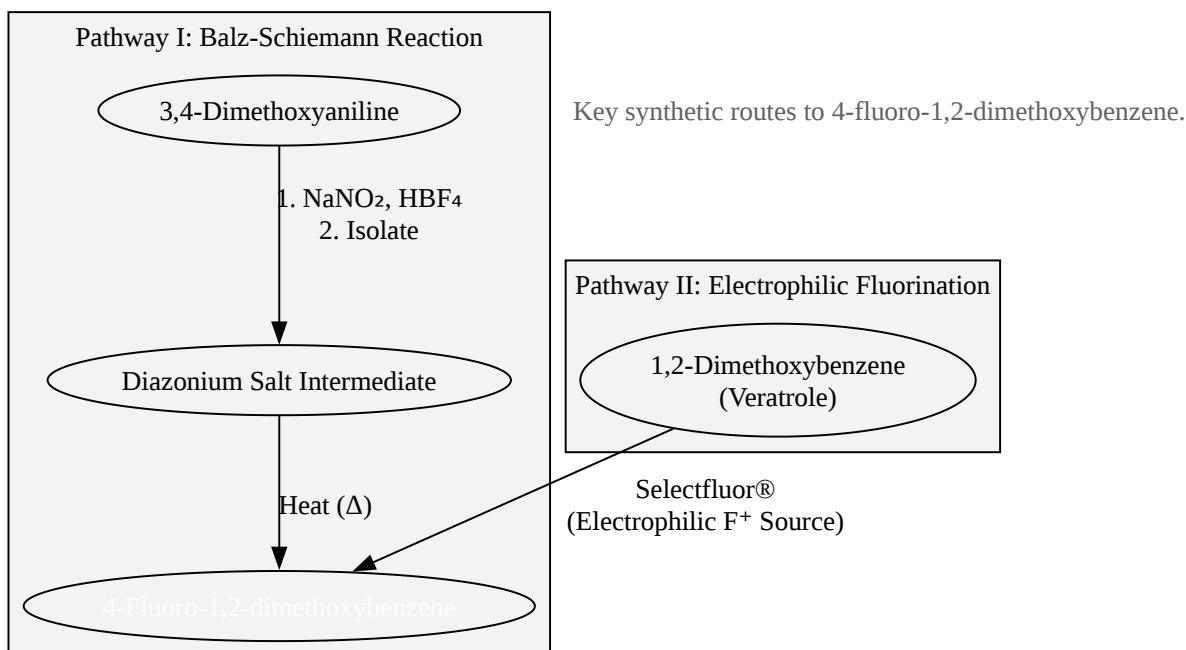 Pathway I: Balz-Schiemann Reaction
3,4-Dimethoxyaniline
Key synthetic routes to 4-fluoro-1,2-dimethoxybenzene.
1. NaNO₂, HBF₄
2. Isolate
Pathway II: Electrophilic Fluorination
1,2-Dimethoxybenzene
(Veratrole)
Diazonium Salt Intermediate
Heat (Δ)
Selectfluor®
(Electrophilic F⁺ Source)
4-Fluoro-1,2-dimethoxybenzene